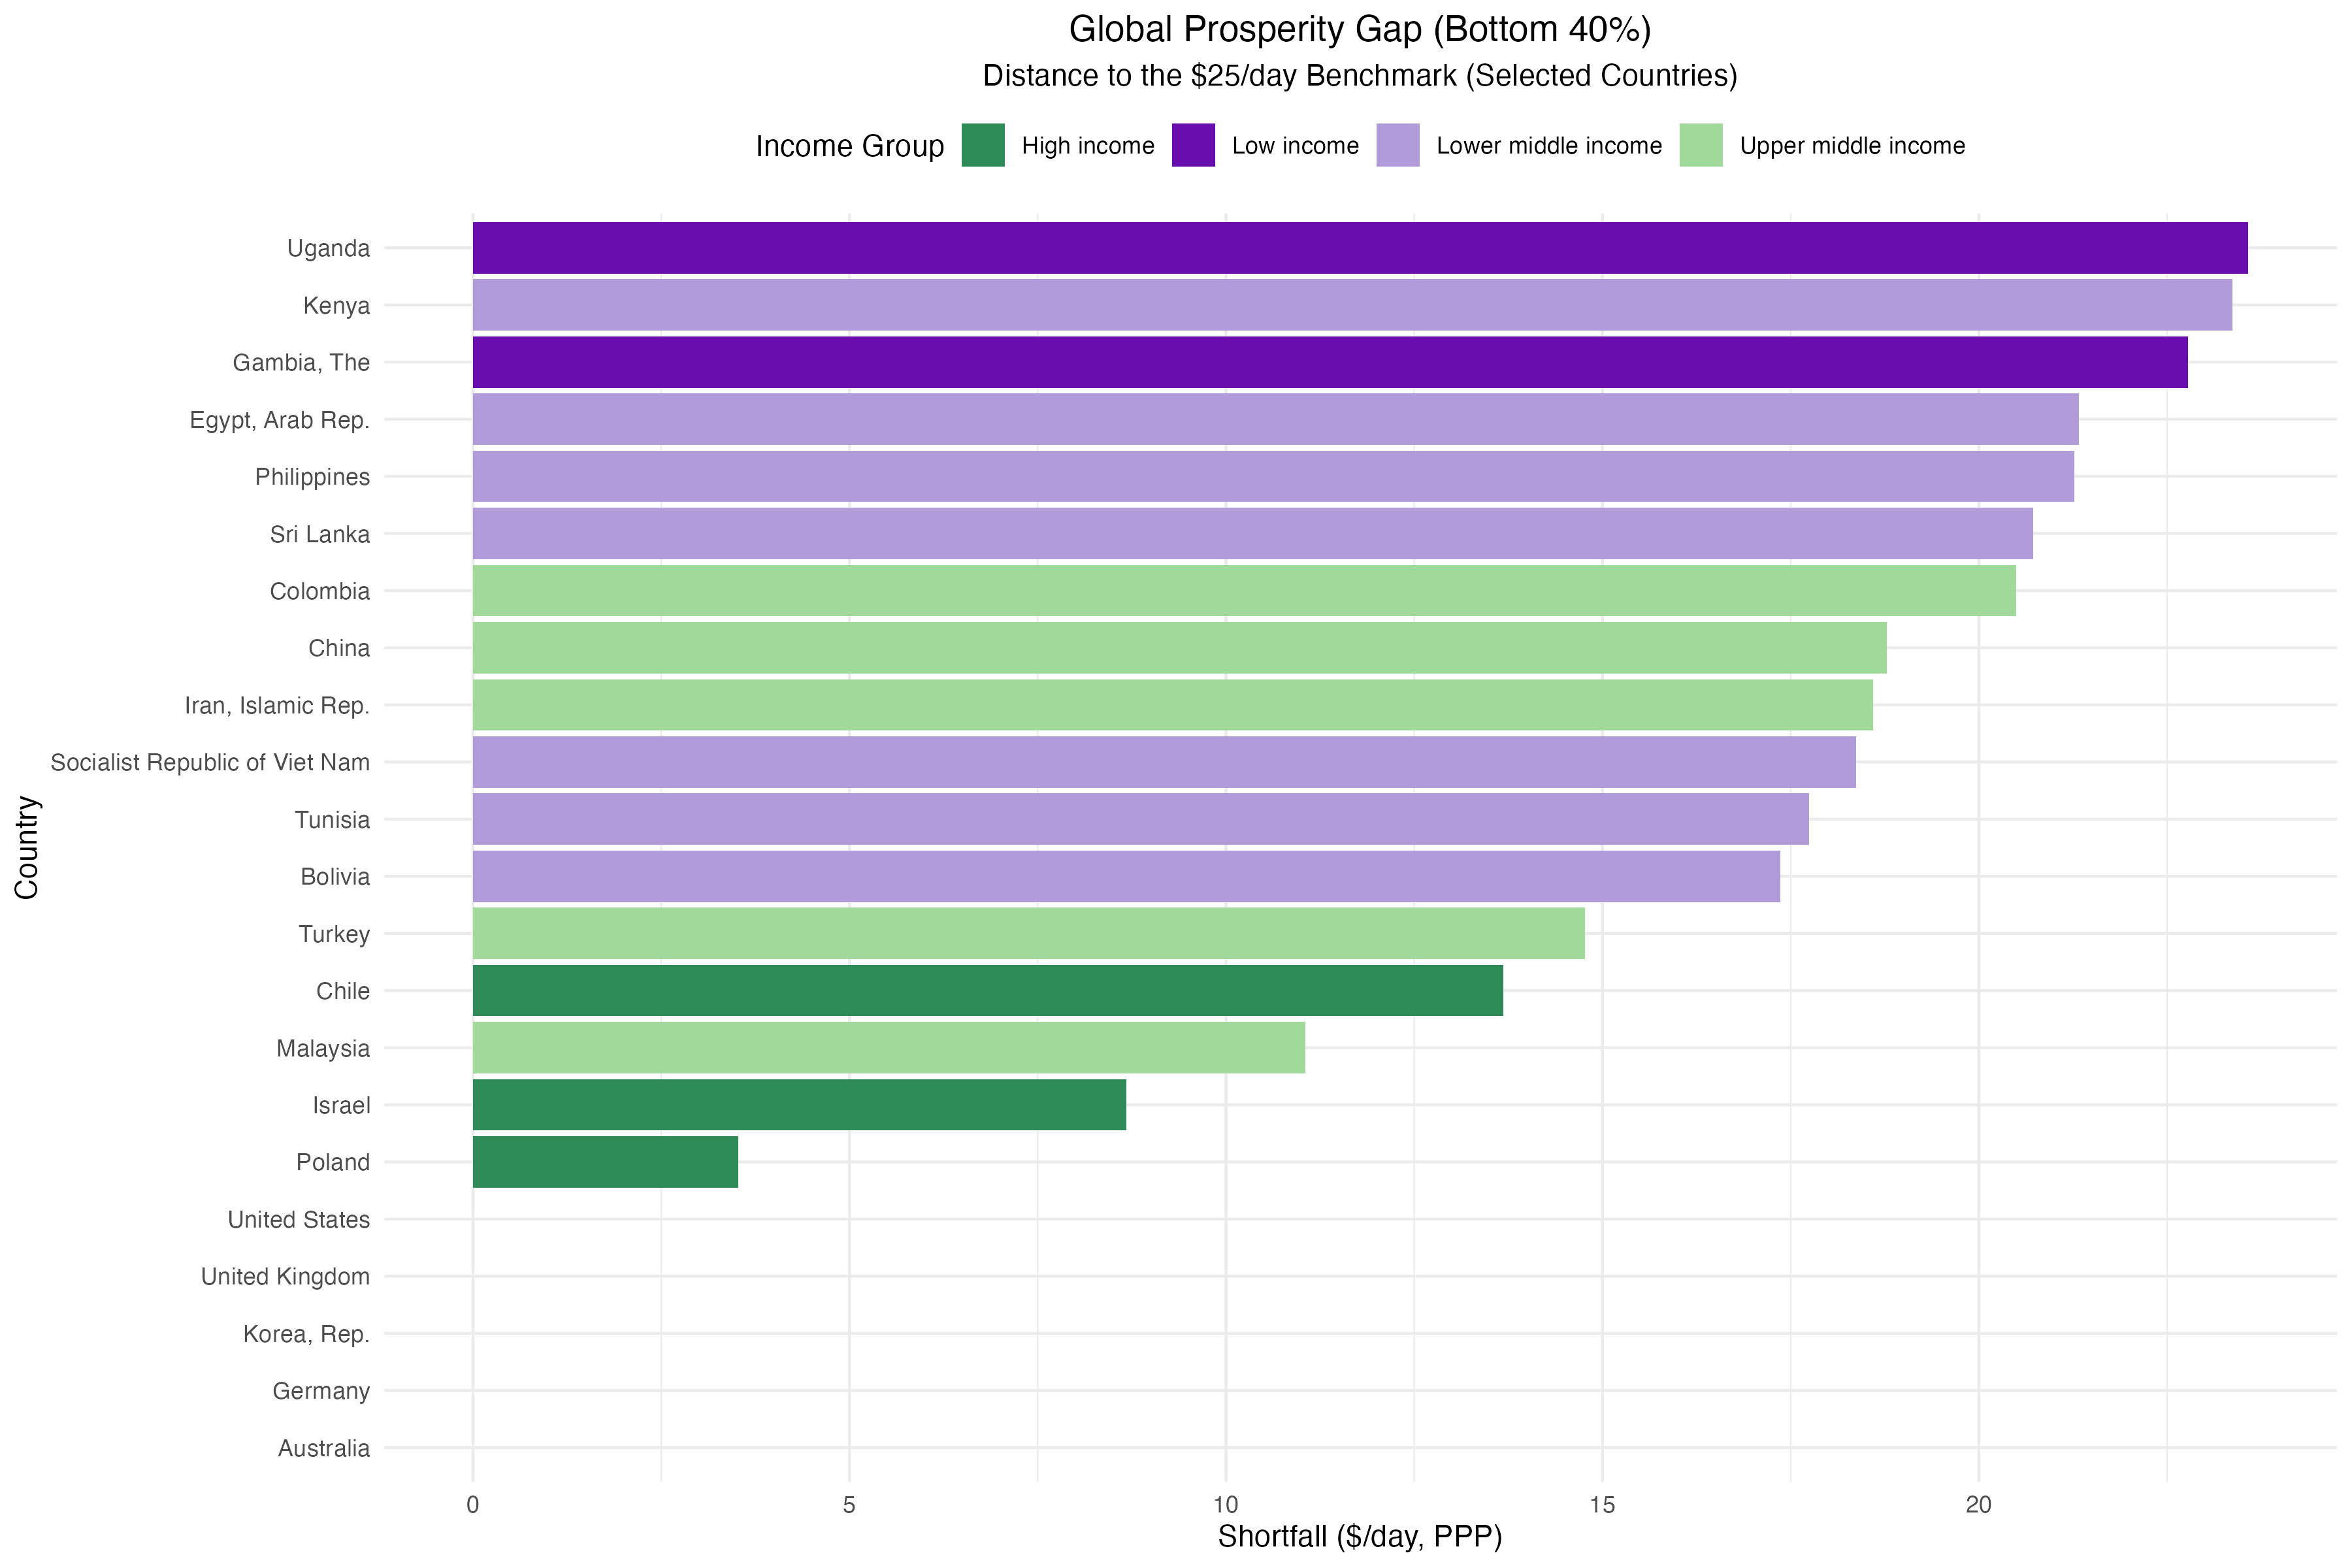 Global Prosperity Gap (Bottom 40%)
Distance to the $25/day Benchmark (Selected Countries)
Income Group High income Low income Lower middle income Upper middle income
Uganda
Kenya
Gambia, The
Egypt, Arab Rep.
Philippines
Sri Lanka
Colombia
China
Iran, Islamic Rep.
Socialist Republic of Viet Nam
Tunisia
Bolivia
Turkey
Chile
Malaysia
Israel
Poland
United States
United Kingdom
Korea, Rep.
Germany
Australia
Country
0 5 10 15 20
Shortfall ($/day, PPP)